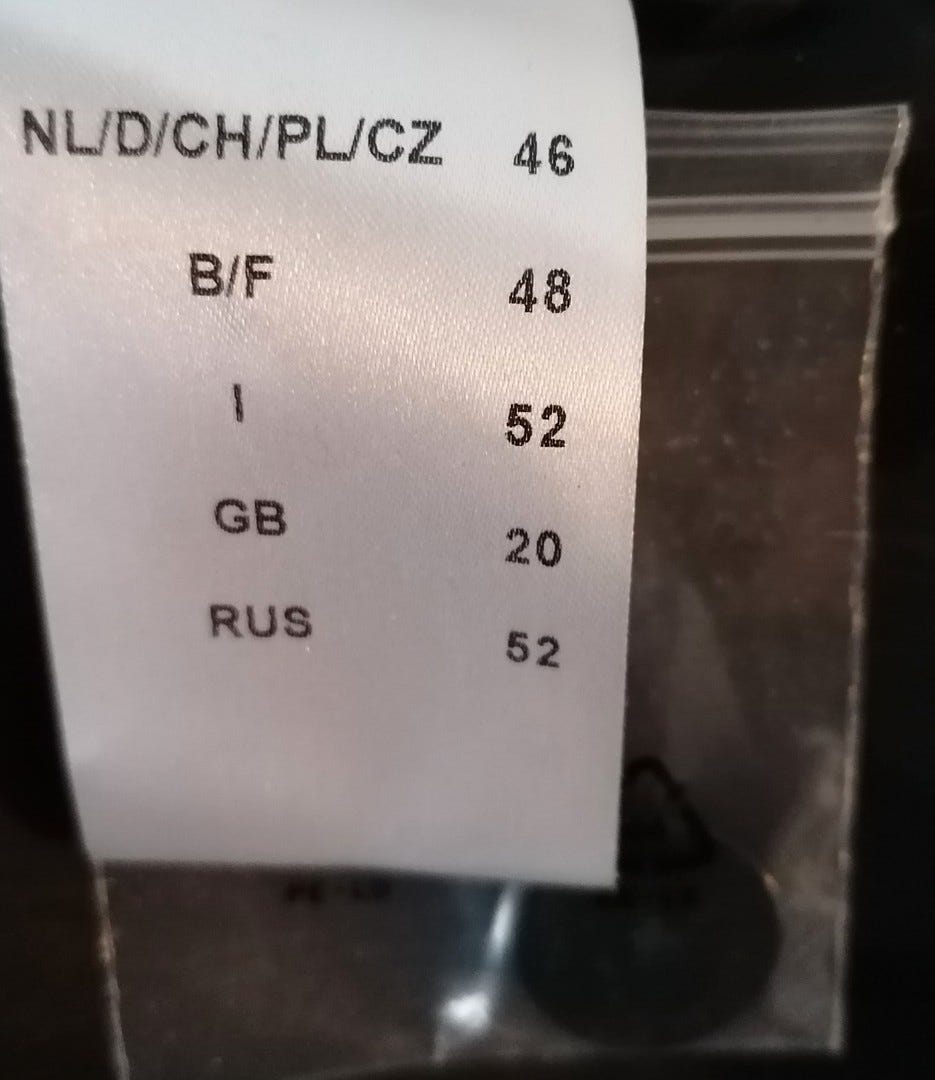 NL/D/CH/PL/CZ 46
B/F 48
I 52
GB 20
RUS 52